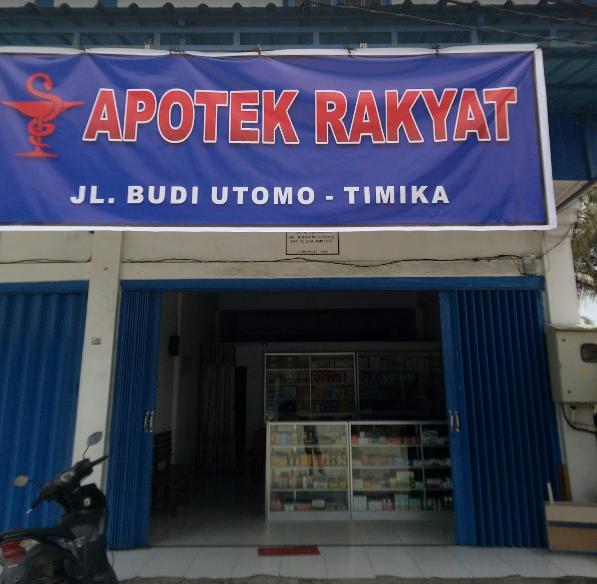 APOTEK RAKYAT
JL. BUDI UTOMO - TIMIKA